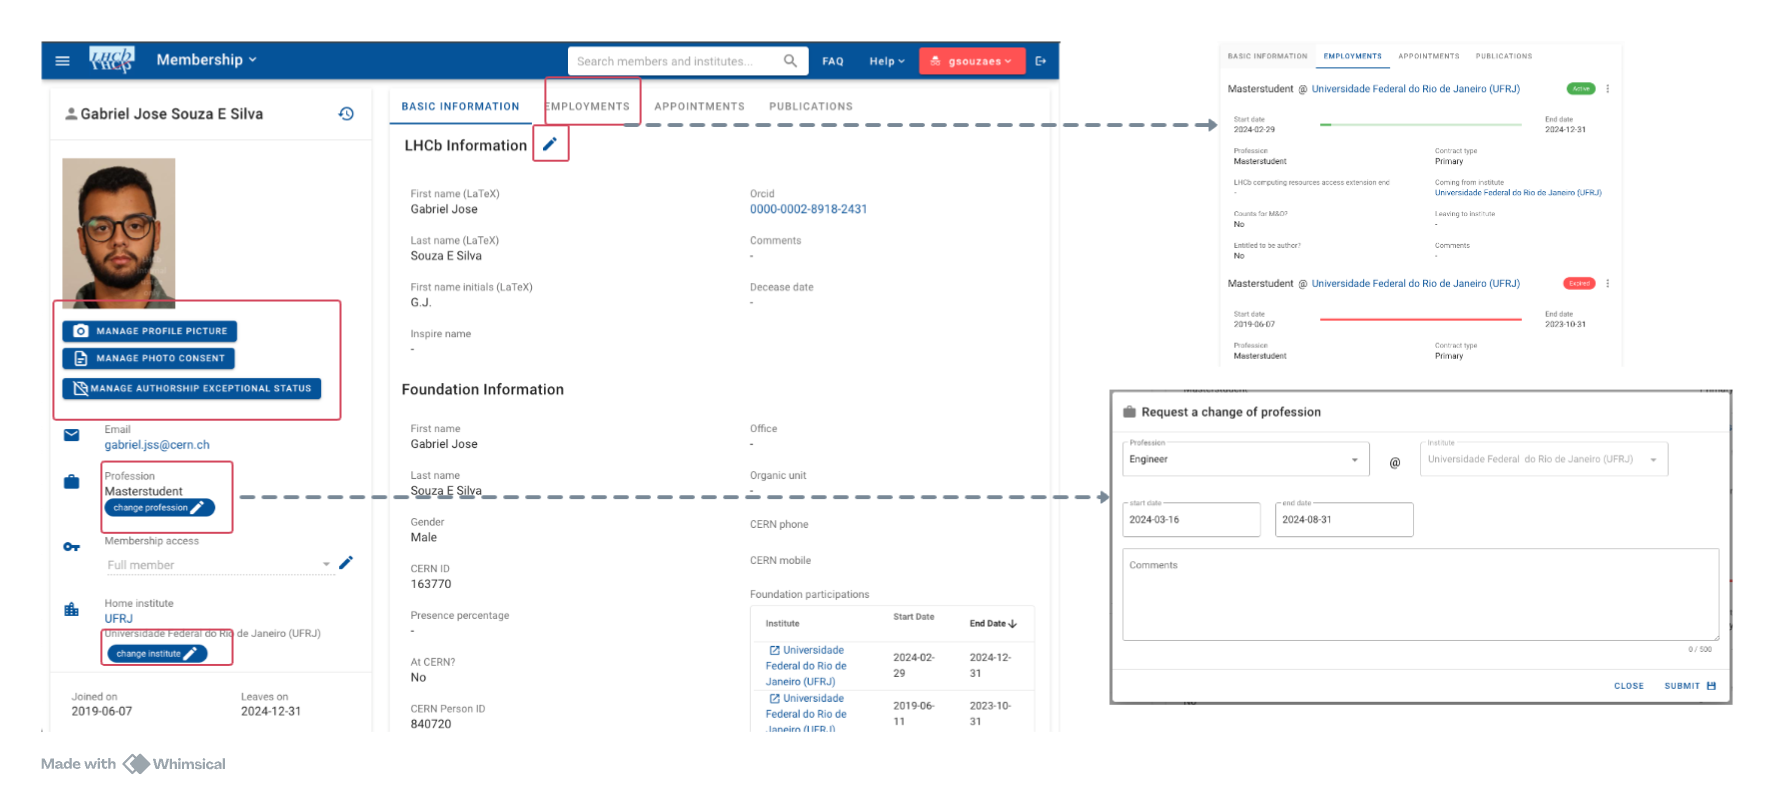 LHCb
LHCp
Membership
Search members and institutes...
FAQ
Help
gsouzaes
Gabriel Jose Souza E Silva
MANAGE PROFILE PICTURE
MANAGE PHOTO CONSENT
MANAGE AUTHORSHIP EXCEPTIONAL STATUS
Email
gabriel.jss@cern.ch
Profession
Masterstudent
change profession
Membership access
Full member
Home institute
UFRJ
Universidade Federal do Rio de Janeiro (UFRJ)
change institute
Joined on
Leaves on
2019-06-07
2024-12-31
BASIC INFORMATION
EMPLOYMENTS
APPOINTMENTS
PUBLICATIONS
LHCb Information
First name (LaTeX)
Gabriel Jose
Last name (LaTeX)
Souza E Silva
First name initials (LaTeX)
G.J.
Inspire name
-
Orcid
0000-0002-8918-2431
Comments
-
Decease date
-
Foundation Information
First name
Gabriel Jose
Last name
Souza E Silva
Gender
Male
CERN ID
163770
Presence percentage
-
At CERN?
No
CERN Person ID
840720
Office
-
Organic unit
-
CERN phone
CERN mobile
Foundation participations
Institute
Start Date
End Date
Universidade
Federal do Rio de
Janeiro (UFRJ)
2024-02-
29
2024-12-
31
Universidade
Federal do Rio de
Janeiro (UFRJ)
2019-06-
11
2023-10-
31
BASIC INFORMATION
EMPLOYMENTS
APPOINTMENTS
PUBLICATIONS
Masterstudent @ Universidade Federal do Rio de Janeiro (UFRJ)
Active
Start date
2024-02-29
End date
2024-12-31
Profession
Masterstudent
Contract type
Primary
LHCb computing resources access extension end
-
Coming from institute
Universidade Federal do Rio de Janeiro (UFRJ)
Counts for M&O?
No
Leaving to institute
-
Entitled to be author?
No
Comments
-
Masterstudent @ Universidade Federal do Rio de Janeiro (UFRJ)
Expired
Start date
2019-06-07
End date
2023-10-31
Profession
Masterstudent
Contract type
Primary
Masterstudent
Request a change of profession
Profession
Engineer
@
Institute
Universidade Federal do Rio de Janeiro (UFRJ)
start date
2024-03-16
end date
2024-08-31
Comments
0 / 500
CLOSE
SUBMIT
No
Made with Whimsical